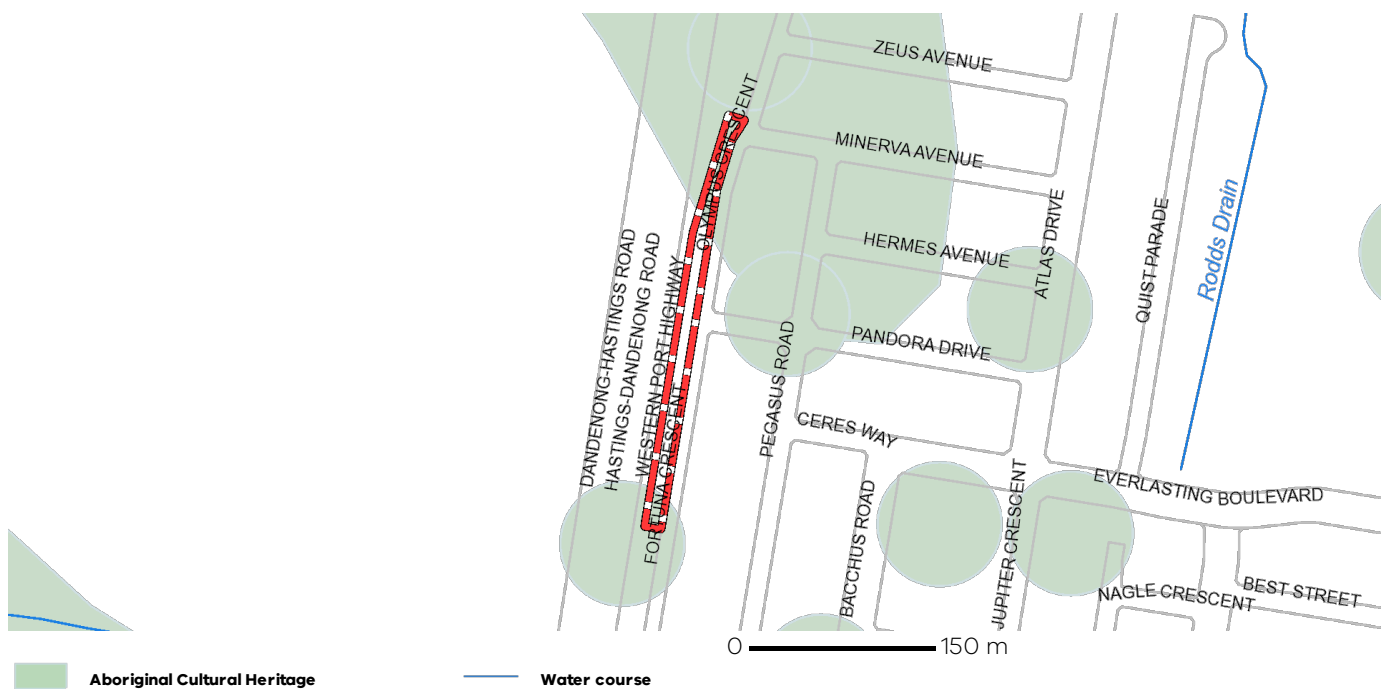 ZEUS AVENUE
OLYMPUS CRESCENT
MINERVA AVENUE
ATLAS DRIVE
QUIST PARADE
Rodds Drain
HERMES AVENUE
DANDENONG-HASTINGS ROAD
HASTINGS-DANDENONG ROAD
WESTERN PORT HIGHWAY
FORTUNA CRESCENT
PEGASUS ROAD
PANDORA DRIVE
CERES WAY
BACCHUS ROAD
JUPITER CRESCENT
EVERLASTING BOULEVARD
NAGLE CRESCENT
BEST STREET
0 150 m
Aboriginal Cultural Heritage
Water course